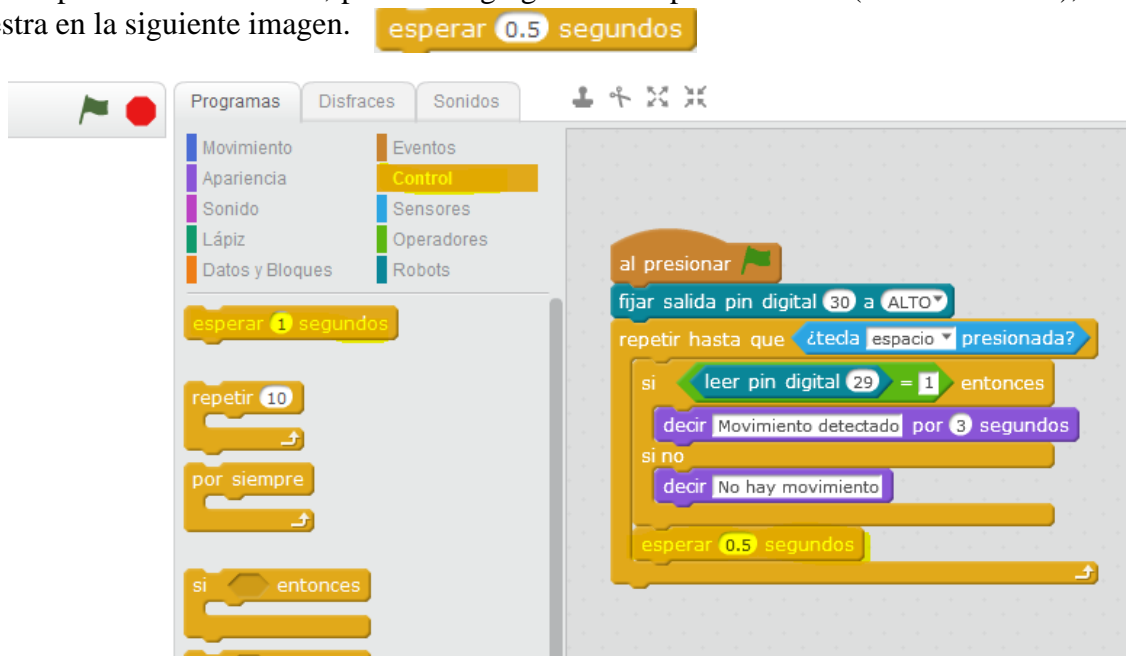 estra en la siguiente imagen. esperar 0.5 segundos
Programas Disfraces Sonidos
Movimiento Eventos
Apariencia Control
Sonido Sensores
Lápiz Operadores
Datos y Bloques Robots
esperar 1 segundos
repetir 10
por siempre
si entonces
al presionar
fijar salida pin digital 30 a ALTO
repetir hasta que ¿tecla espacio presionada?
si leer pin digital 29 = 1 entonces
decir Movimiento detectado por 3 segundos
si no
decir No hay movimiento
esperar 0.5 segundos